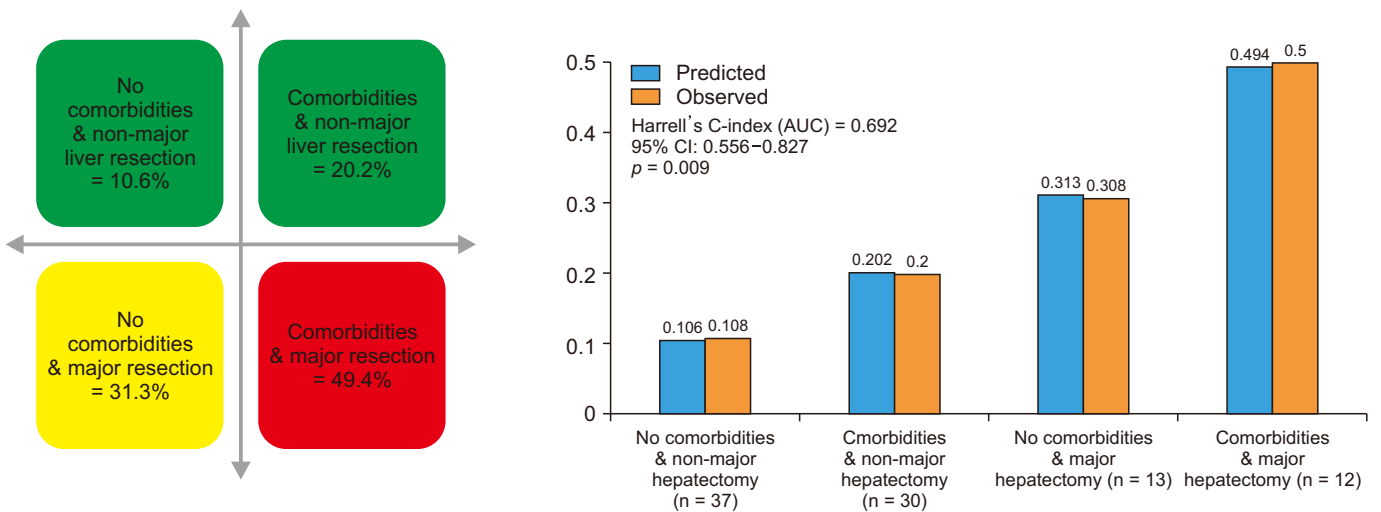 No
comorbidities
& non-major
liver resection
= 10.6%
Comorbidities
& non-major
liver resection
= 20.2%
No
comorbidities
& major resection
= 31.3%
Comorbidities
& major resection
= 49.4%
0.5
0.4
0.3
0.2
0.1
0
Predicted
Observed
Harrell's C-index (AUC) = 0.692
95% CI: 0.556–0.827
p = 0.009
0.106 0.108
0.202 0.2
0.313 0.308
0.494 0.5
No comorbidities
& non-major
hepatectomy
(n = 37)
Cmorbidities
& non-major
hepatectomy
(n = 30)
No comorbidities
& major
hepatectomy (n = 13)
Comorbidities
& major
hepatectomy (n = 12)